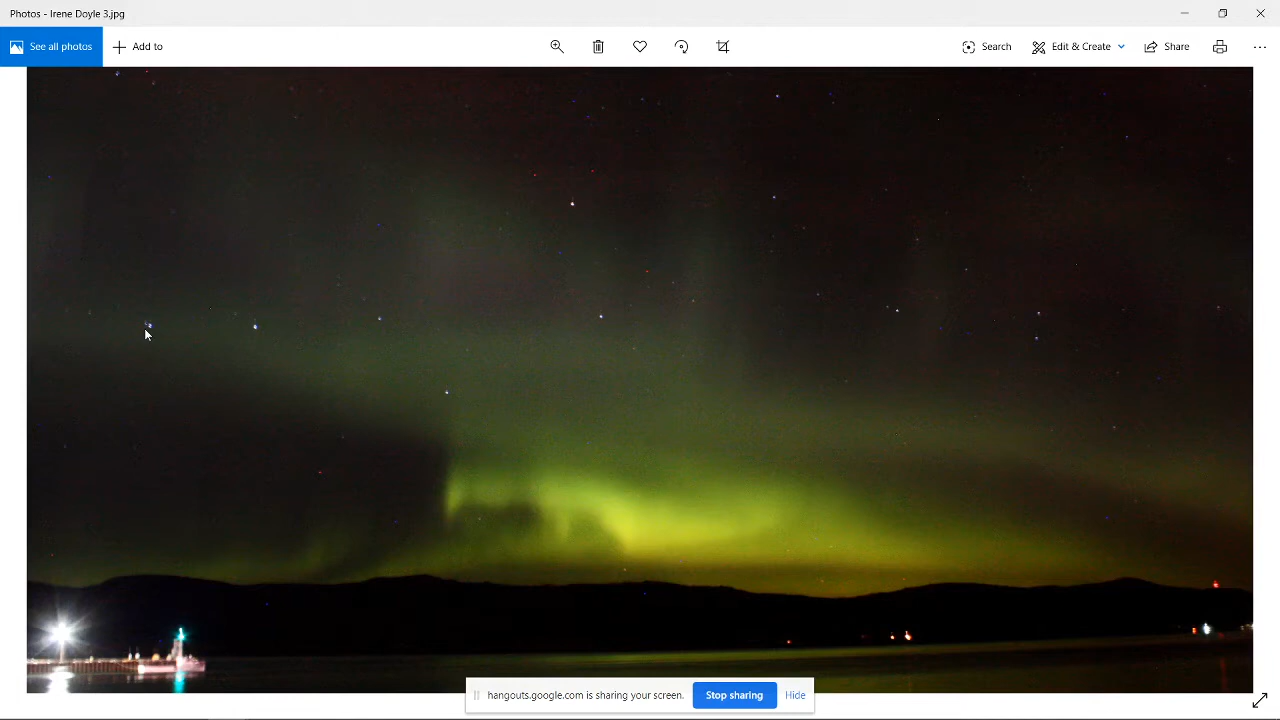 Photos - Irene Doyle 3.jpg
See all photos
Add to
Search
Edit & Create
Share
hangouts.google.com is sharing your screen.
Stop sharing
Hide